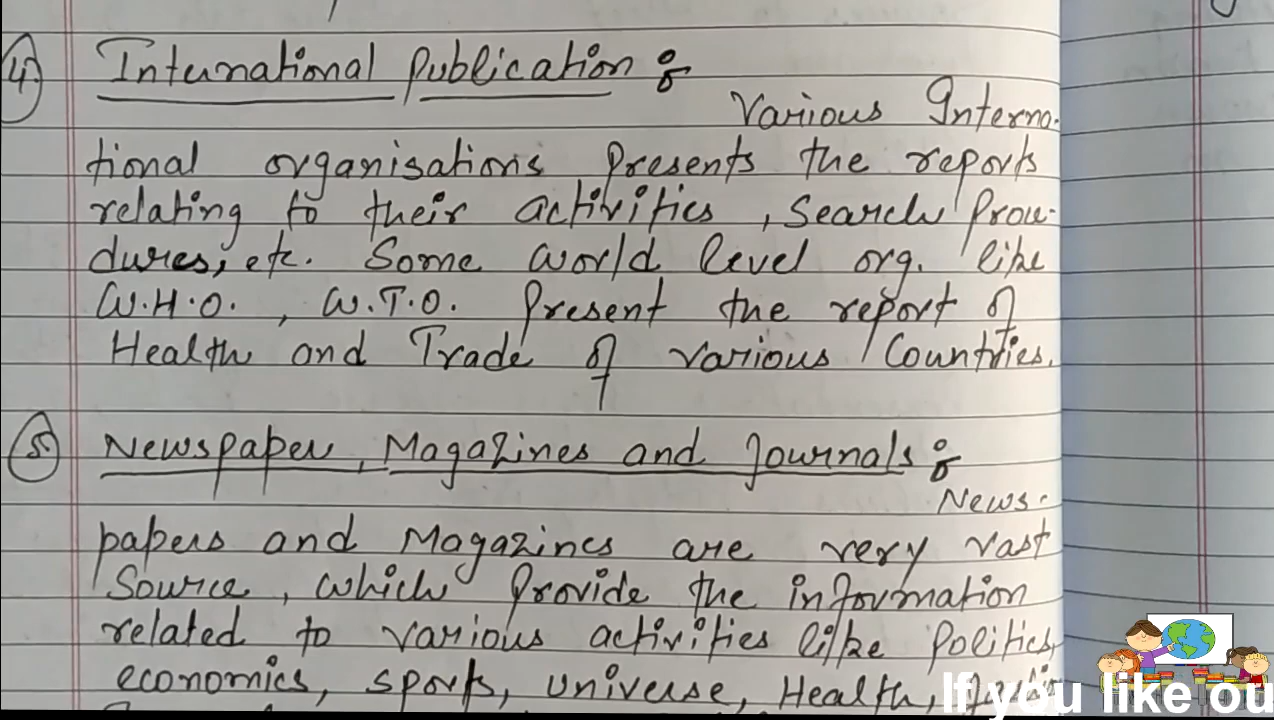 4. International Publication :-
Various Interna-
tional organisations Presents the reports
relating to their activities, Search Proce-
dures, etc. Some world level org. like
W.H.O., W.T.O. Present the report of
Health and Trade of various Countries.
5. Newspaper, Magazines and Journals :-
News-
papers and Magazines are very vast
Source, which Provide the information
related to various activities like Politics,
economics, sports, universe, Health,
If you like ou